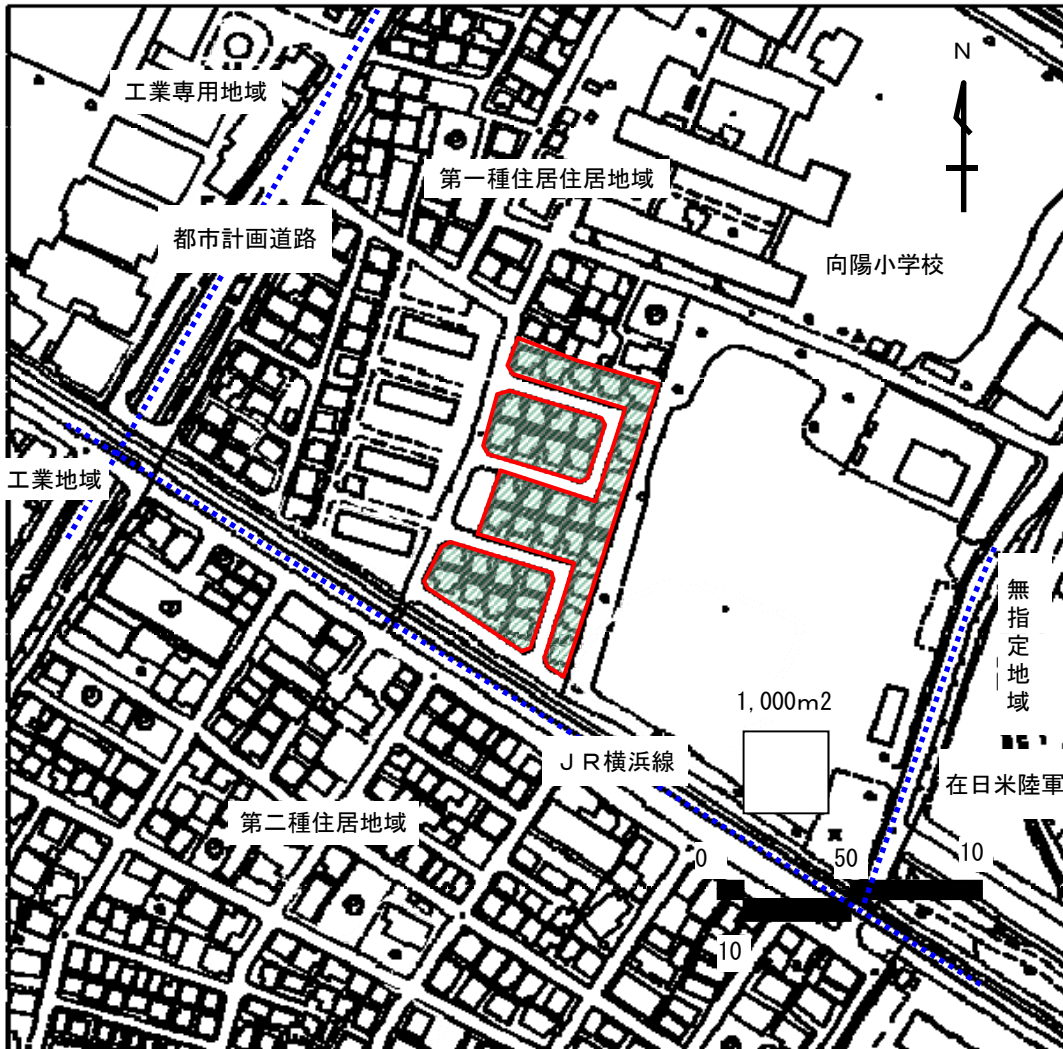 N
工業専用地域
第一種住居住居地域
都市計画道路
向陽小学校
工業地域
無指定地域
1,000m2
JR横浜線
在日米陸軍
第二種住居地域
0
50
10
10